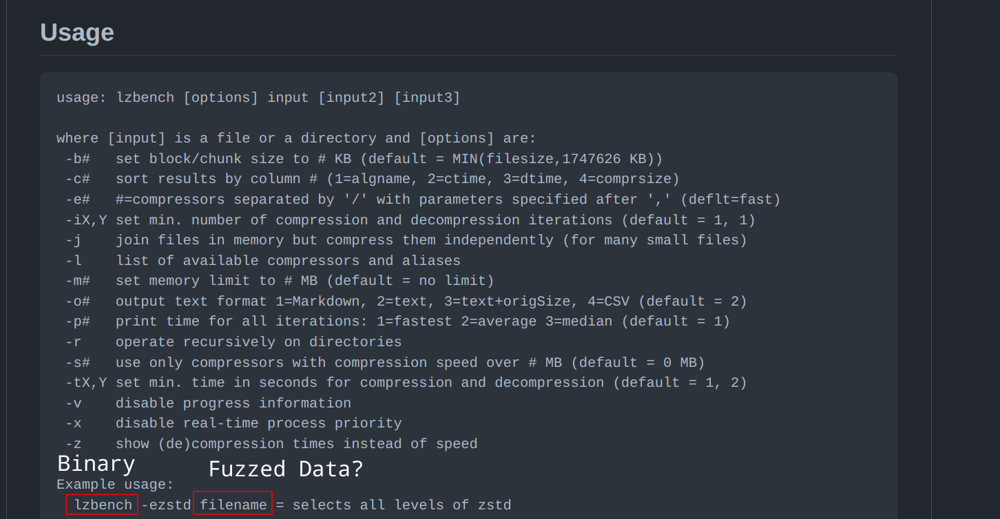 Usage
usage: lzbench [options] input [input2] [input3]
where [input] is a file or a directory and [options] are:
-b#   set block/chunk size to # KB (default = MIN(filesize,1747626 KB))
-c#   sort results by column # (1=algname, 2=ctime, 3=dtime, 4=comprsize)
-e#   #=compressors separated by '/' with parameters specified after ',' (deflt=fast)
-iX,Y set min. number of compression and decompression iterations (default = 1, 1)
-j    join files in memory but compress them independently (for many small files)
-l    list of available compressors and aliases
-m#   set memory limit to # MB (default = no limit)
-o#   output text format 1=Markdown, 2=text, 3=text+origSize, 4=CSV (default = 2)
-p#   print time for all iterations: 1=fastest 2=average 3=median (default = 1)
-r    operate recursively on directories
-s#   use only compressors with compression speed over # MB (default = 0 MB)
-tX,Y set min. time in seconds for compression and decompression (default = 1, 2)
-v    disable progress information
-x    disable real-time process priority
-z    show (de)compression times instead of speed
Binary Fuzzed Data?
Example usage:
lzbench -ezstd filename = selects all levels of zstd